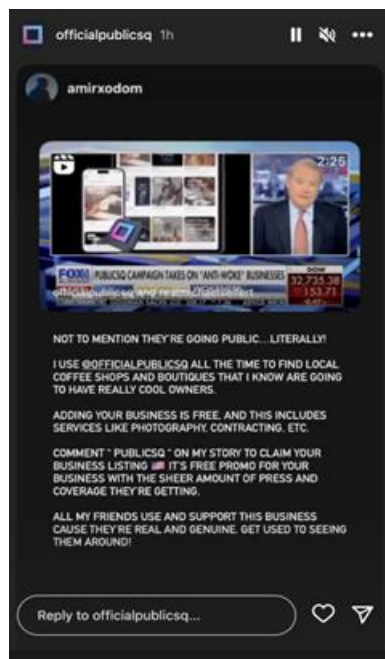 officialpublicsq 1h
amirxodom
2:25
FOX PUBLICSQ CAMPAIGN TAKES ON "ANTI-WOKE" BUSINESSES
DOW
32,735.38
153.71
officialpublicsq and realmichaelseifert
NOT TO MENTION THEY'RE GOING PUBLIC...LITERALLY!
I USE @OFFICIALPUBLICSQ ALL THE TIME TO FIND LOCAL
COFFEE SHOPS AND BOUTIQUES THAT I KNOW ARE GOING
TO HAVE REALLY COOL OWNERS.
ADDING YOUR BUSINESS IS FREE. AND THIS INCLUDES
SERVICES LIKE PHOTOGRAPHY. CONTRACTING. ETC.
COMMENT " PUBLICSQ " ON MY STORY TO CLAIM YOUR
BUSINESS LISTING 🇺🇸 IT'S FREE PROMO FOR YOUR
BUSINESS WITH THE SHEER AMOUNT OF PRESS AND
COVERAGE THEY'RE GETTING.
ALL MY FRIENDS USE AND SUPPORT THIS BUSINESS
CAUSE THEY'RE REAL AND GENUINE. GET USED TO SEEING
THEM AROUND!
Reply to officialpublicsq...